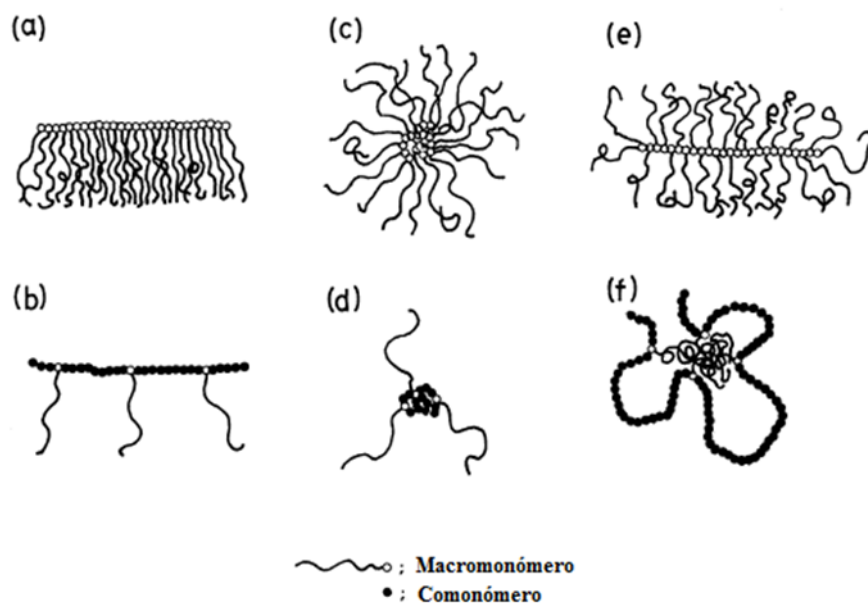 (a)
(c)
(e)
(b)
(d)
(f)
; Macromonómero
; Comonómero